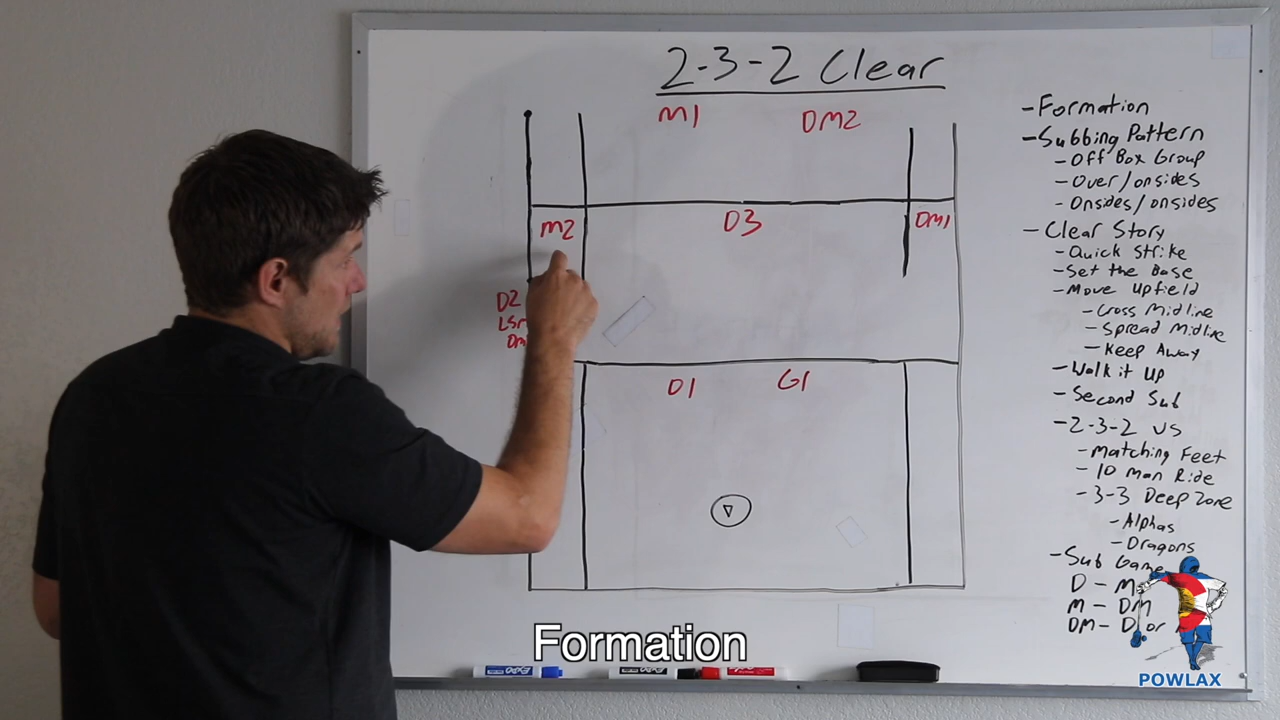 2-3-2 Clear
M1 DM2
M2 D3 DM1
D2
D1 G1
- Formation
- Subbing Pattern
- Off Box Group
- Over/onsides
- Onsides/onsides
- Clear Story
- Quick Strike
- Set the Base
- Move Upfield
- Cross Midline
- Spread Midline
- Keep Away
- Walk it Up
- Second Sub
- 2-3-2 vs
- Matching Feet
- 10 Man Ride
- 3-3 Deep Zone
- Alphas
- Dragons
- Sub Game
D - M
M - DM
DM - D or
Formation
EXPO
POWLAX